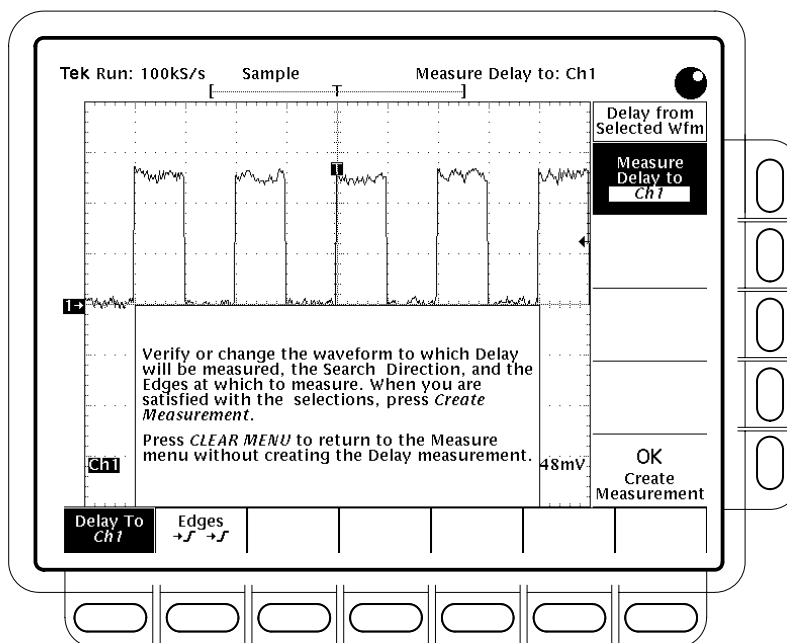 Tek Run: 100kS/s Sample Measure Delay to: Ch1
[ T ]
Delay from
Selected Wfm
Measure
Delay to
Ch1
T
1→
Verify or change the waveform to which Delay
will be measured, the Search Direction, and the
Edges at which to measure. When you are
satisfied with the selections, press Create
Measurement.
Press CLEAR MENU to return to the Measure
menu without creating the Delay measurement.
Ch1
48mV
OK
Create
Measurement
Delay To
Ch1
Edges